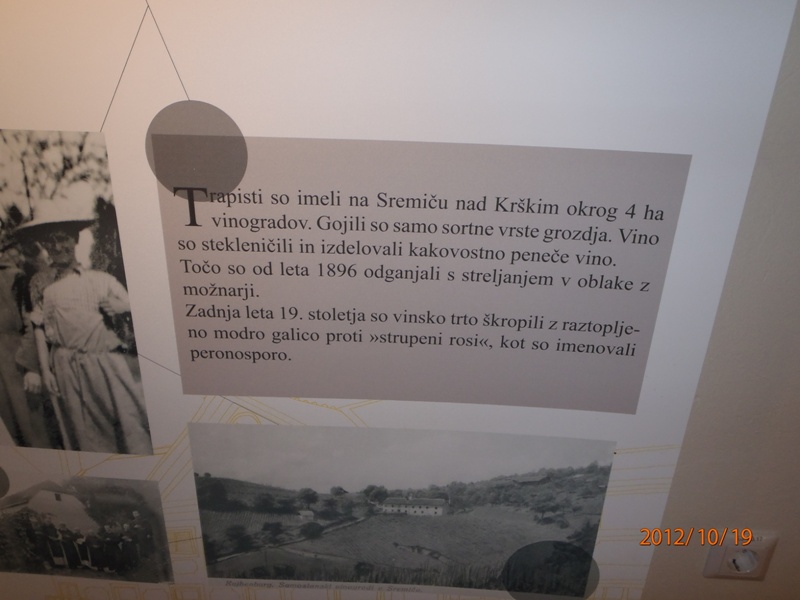 Trapisti so imeli na Sremiču nad Krškim okrog 4 ha
vinogradov. Gojili so samo sortne vrste grozdja. Vino
so stekleničili in izdelovali kakovostno peneče vino.
Točo so od leta 1896 odganjali s streljanjem v oblake z
možnarji.
Zadnja leta 19. stoletja so vinsko trto škropili z raztoplje-
no modro galico proti »strupeni rosi«, kot so imenovali
peronosporo.
2012/10/19